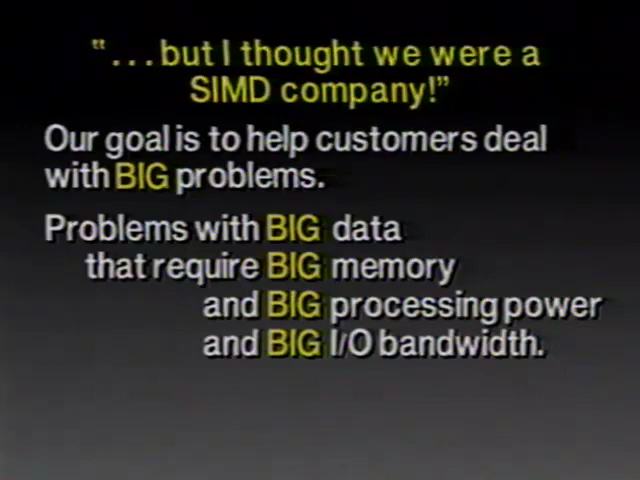 "...but I thought we were a
SIMD company!"
Our goal is to help customers deal
with BIG problems.
Problems with BIG data
that require BIG memory
and BIG processing power
and BIG I/O bandwidth.